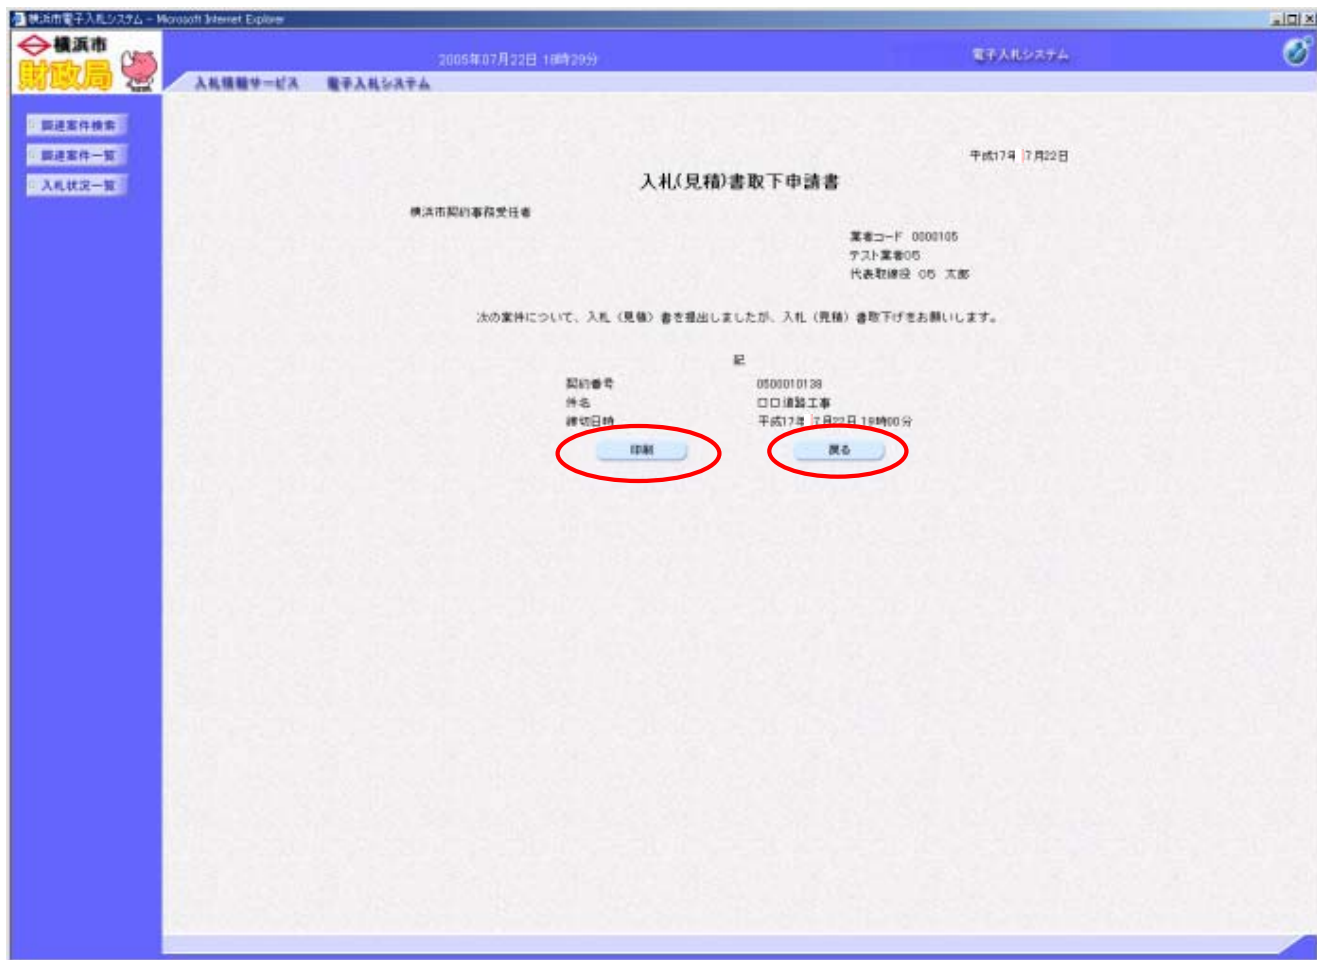 横浜市電子入札システム - Microsoft Internet Explorer
横浜市
財政局
2005年07月22日 18時29分
電子入札システム
入札情報サービス 電子入札システム
調達案件検索
調達案件一覧
入札状況一覧
平成17年 7月22日
入札(見積)書取下申請書
横浜市契約事務受任者
業者コード 0000105
テスト業者05
代表取締役 05 太郎
次の案件について、入札（見積）書を提出しましたが、入札（見積）書取下げをお願いします。
記
契約番号 0500010139
件名 口口道路工事
締切日時 平成17年 7月22日 19時00分
印刷 戻る